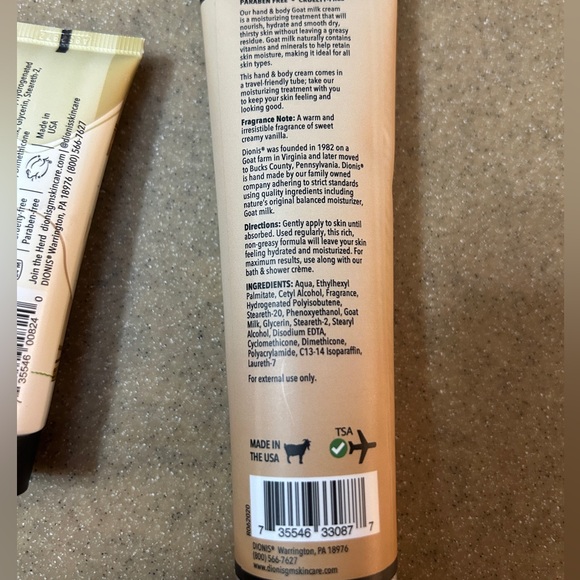 PARABEN FREE • CRUELTY-FREE
Our hand & body Goat milk cream
is a moisturizing treatment that will
nourish, hydrate and smooth dry,
thirsty skin without leaving a greasy
residue. Goat milk naturally contains
vitamins and minerals to help retain
skin moisture, making it ideal for all
skin types.
This hand & body cream comes in
a travel-friendly tube; take our
moisturizing treatment with you
to keep your skin feeling and
looking good.
Fragrance Note: A warm and
irresistible fragrance of sweet
creamy vanilla.
Dionis® was founded in 1982 on a
Goat farm in Virginia and later moved
to Bucks County, Pennsylvania. Dionis®
is hand made by our family owned
company adhering to strict standards
using quality ingredients including
nature's original balanced moisturizer,
Goat milk.
Directions: Gently apply to skin until
absorbed. Used regularly, this rich,
non-greasy formula will leave your skin
feeling hydrated and moisturized. For
maximum results, use along with our
bath & shower crème.
INGREDIENTS: Aqua, Ethylhexyl
Palmitate, Cetyl Alcohol, Fragrance,
Hydrogenated Polyisobutene,
Steareth-20, Phenoxyethanol, Goat
Milk, Glycerin, Steareth-2, Stearyl
Alcohol, Disodium EDTA,
Cyclomethicone, Dimethicone,
Polyacrylamide, C13-14 Isoparaffin,
Laureth-7
For external use only.
MADE IN
THE USA
TSA
R062020
7 35546 33087 7
DIONIS® Warrington, PA 18976
(800) 566-7627
www.dionisgmskincare.com
Hydrogenated
Glycerin, Steareth-2,
Dimethicone
Made in
USA
Cruelty-free
Paraben-free
Join the Herd dionisgmskincare.com | @dionisskincare
DIONIS® Warrington, PA 18976 (800) 566-7627
35546 00824 0